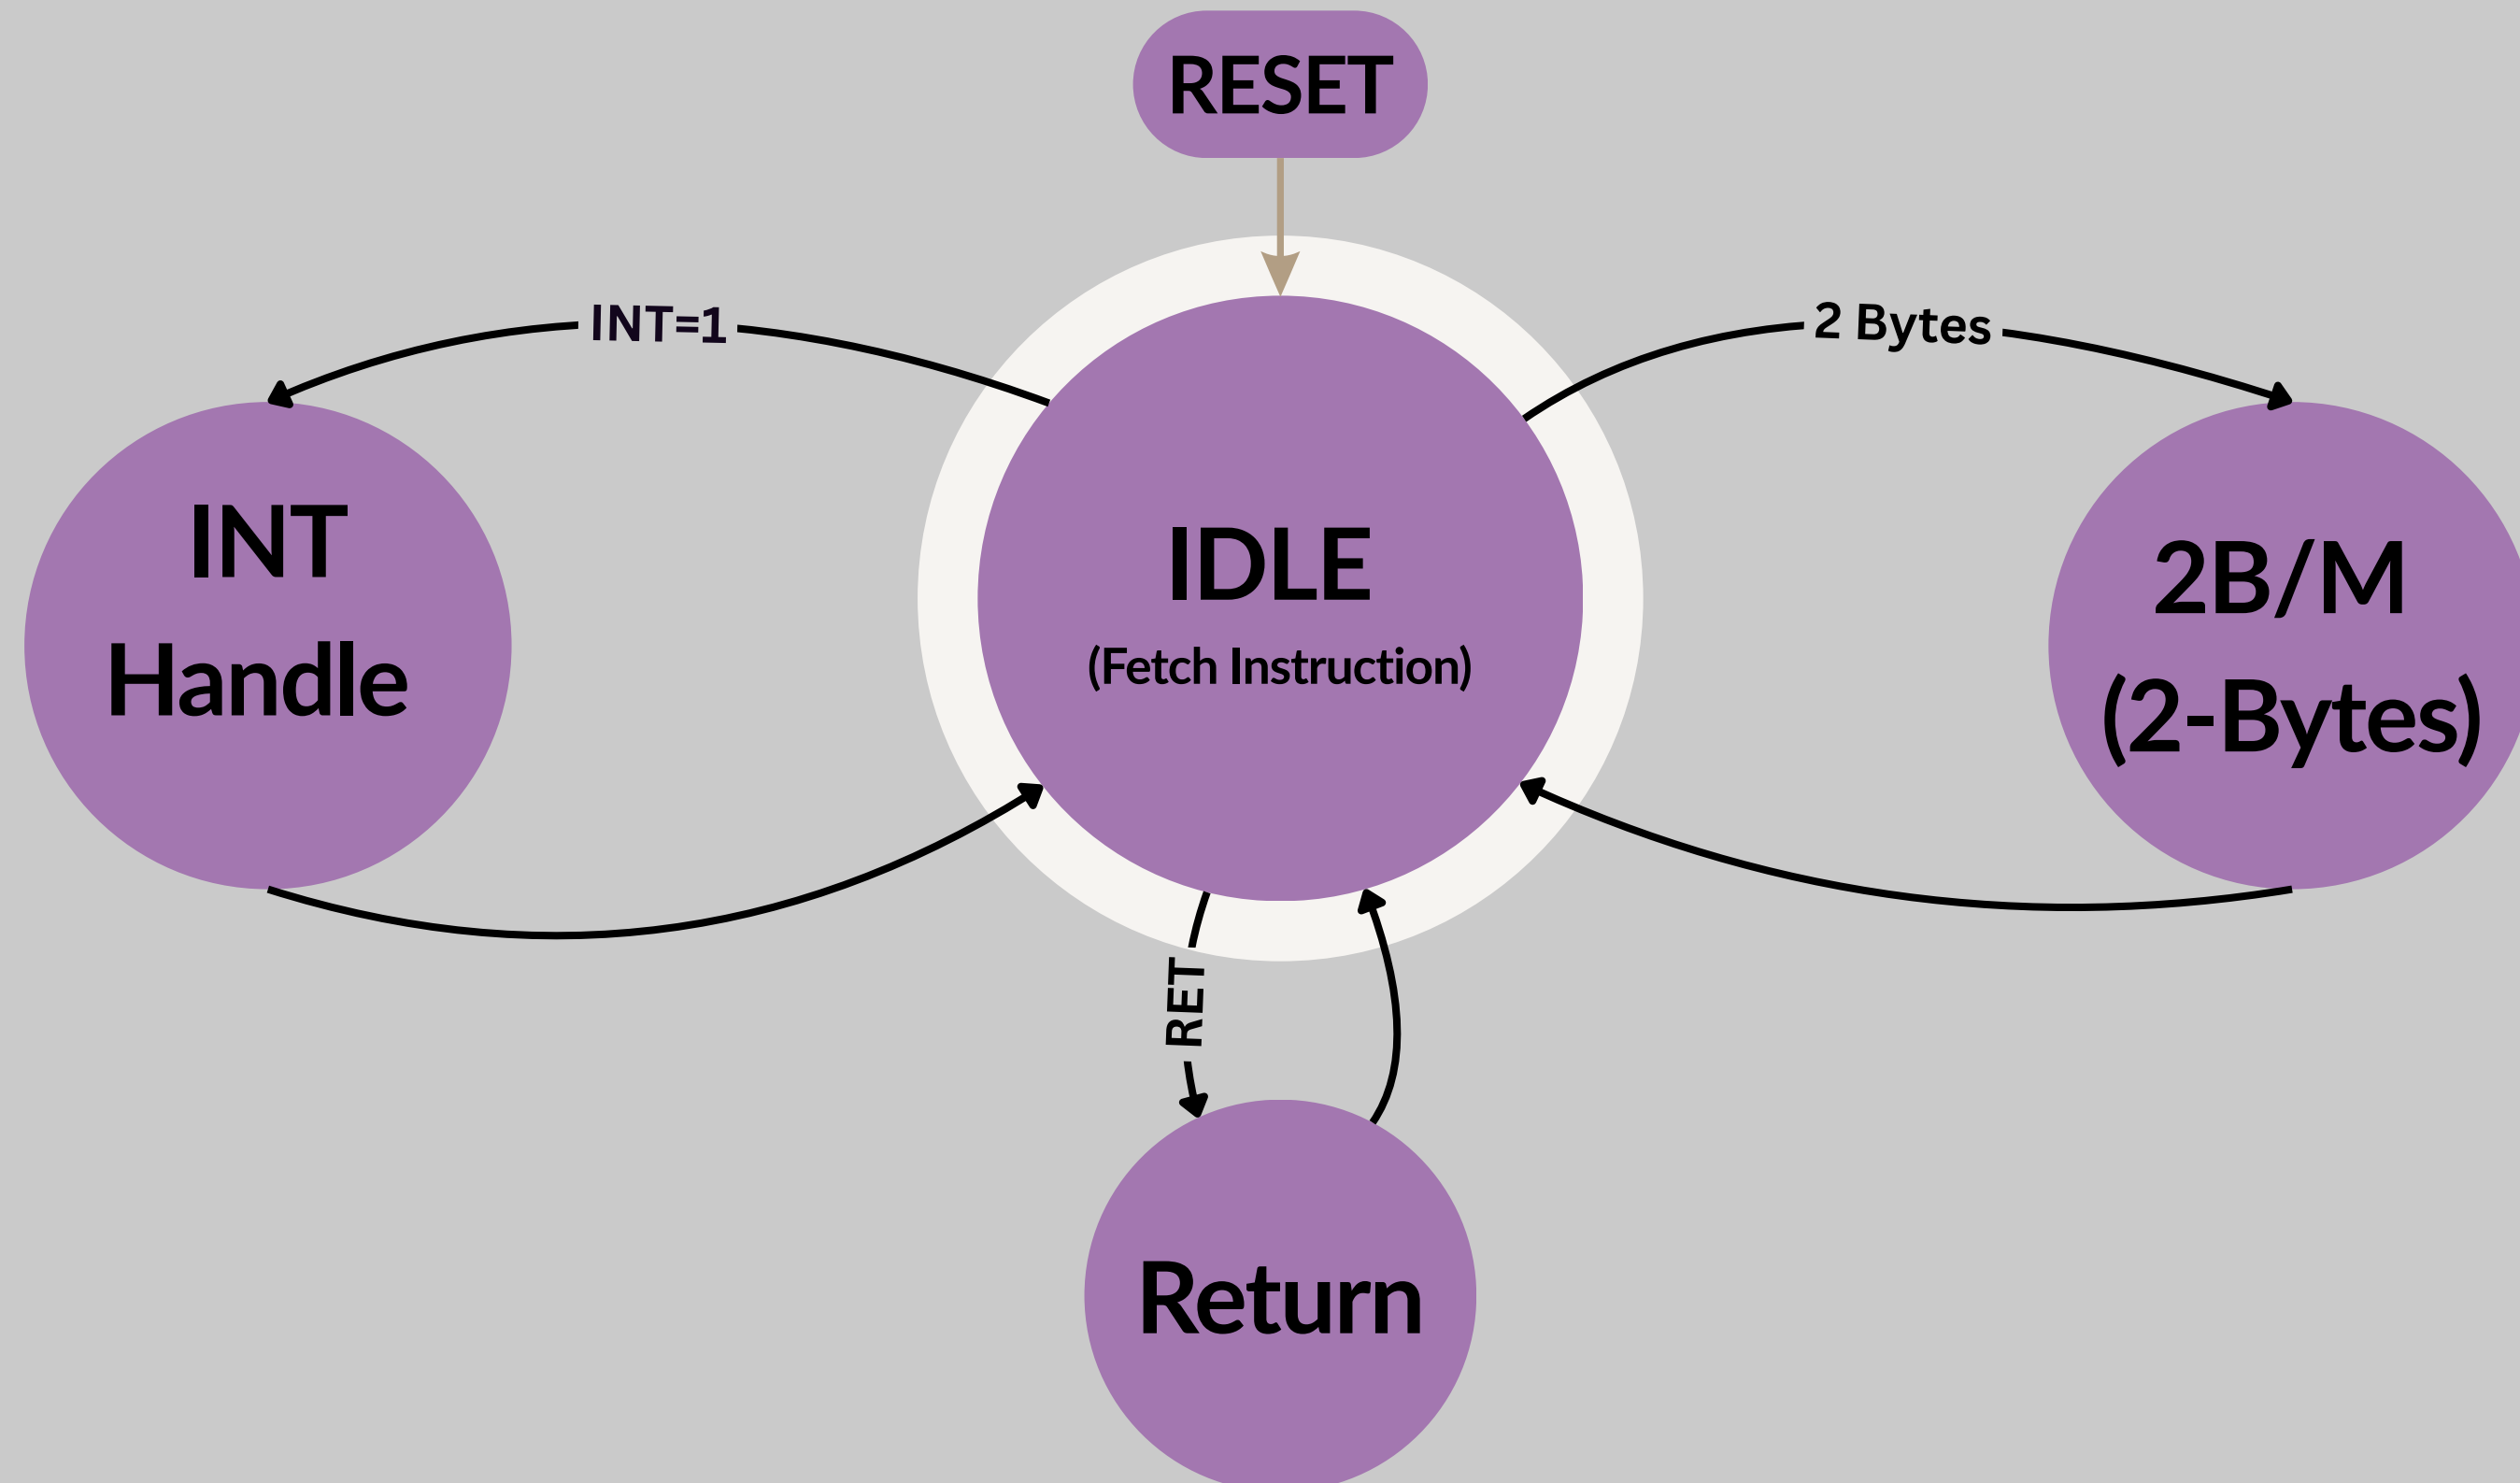 RESET
INT=1
2 Bytes
INT
Handle
IDLE
(Fetch Instruction)
2B/M
(2-Bytes)
RET
Return